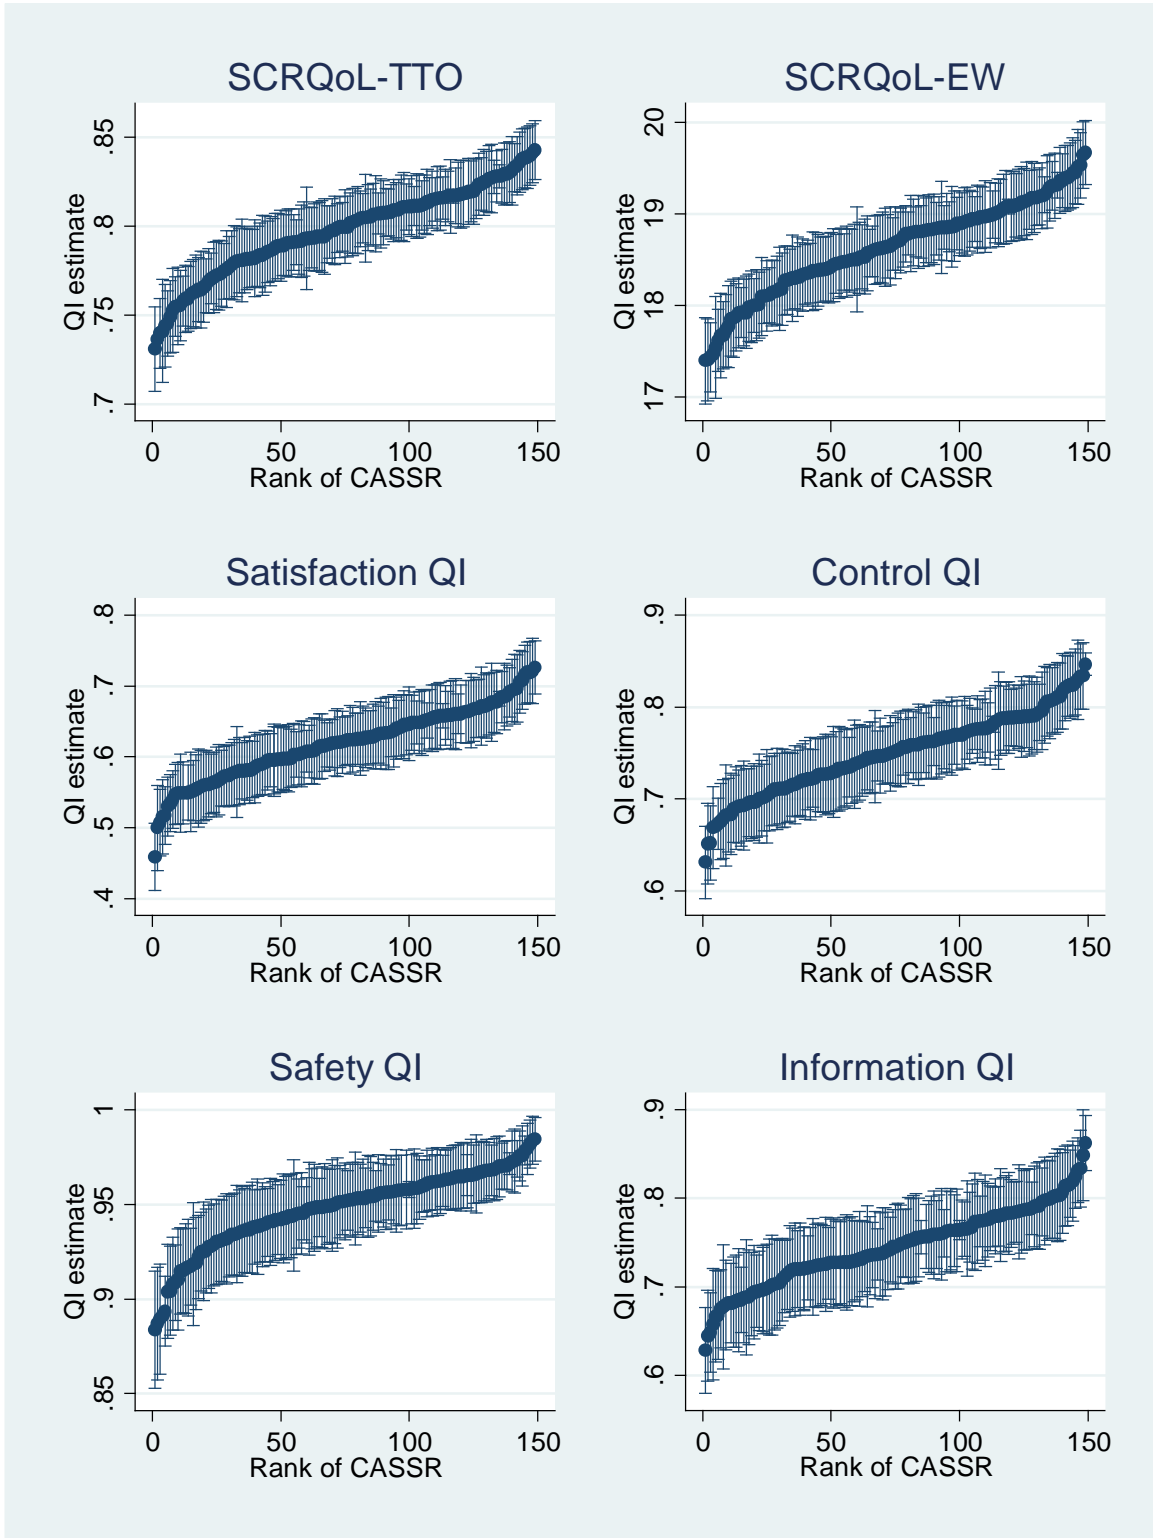 SCRQoL-TTO
QI estimate
.85
.8
.75
.7
0 50 100 150
Rank of CASSR
SCRQoL-EW
QI estimate
20
19
18
17
0 50 100 150
Rank of CASSR
Satisfaction QI
QI estimate
.8
.7
.6
.5
.4
0 50 100 150
Rank of CASSR
Control QI
QI estimate
.9
.8
.7
.6
0 50 100 150
Rank of CASSR
Safety QI
QI estimate
1
.95
.9
.85
0 50 100 150
Rank of CASSR
Information QI
QI estimate
.9
.8
.7
.6
0 50 100 150
Rank of CASSR